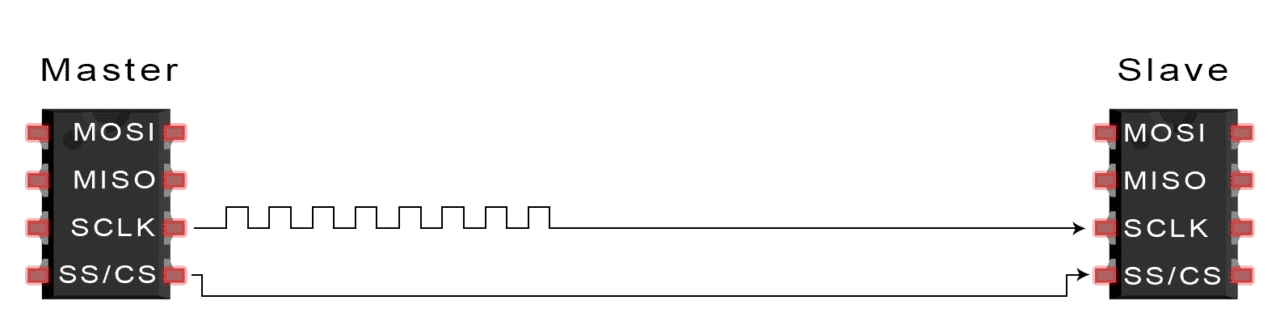 Master
MOSI
MISO
SCLK
SS/CS
Slave
MOSI
MISO
SCLK
SS/CS